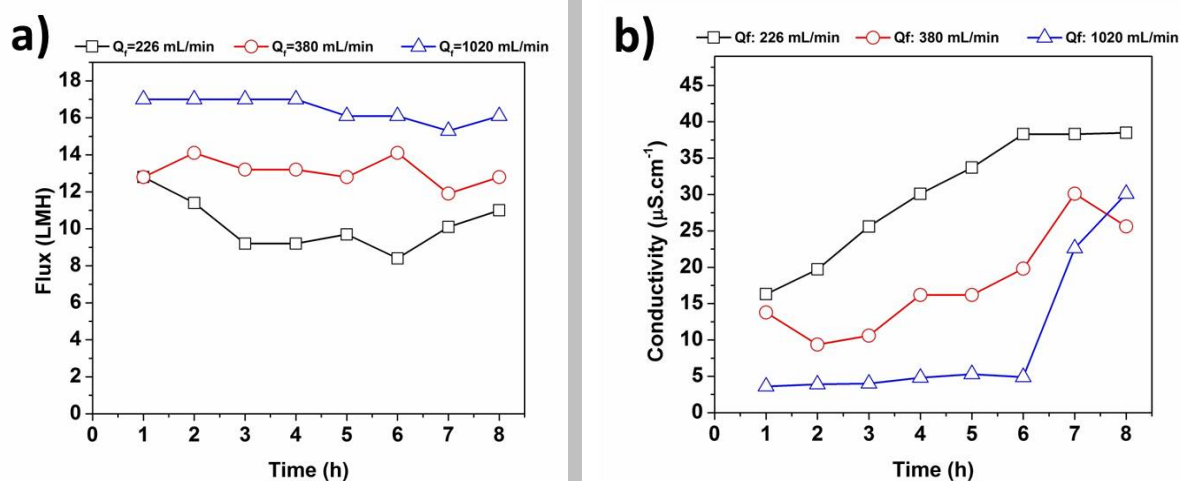 a)
Q_f=226 mL/min Q_f=380 mL/min Q_f=1020 mL/min
18
16
14
12
10
8
6
4
2
0
Flux (LMH)
0 1 2 3 4 5 6 7 8
Time (h)
b)
Qf: 226 mL/min Qf: 380 mL/min Qf: 1020 mL/min
45
40
35
30
25
20
15
10
5
0
Conductivity (µS.cm⁻¹)
0 1 2 3 4 5 6 7 8
Time (h)